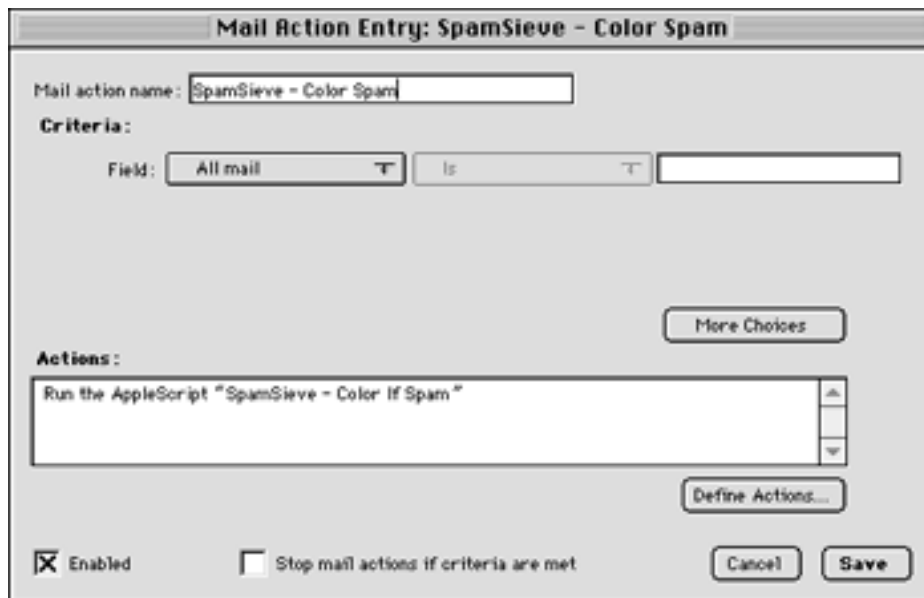 Mail Action Entry: SpamSieve - Color Spam
Mail action name: SpamSieve - Color Spam
Criteria:
Field: All mail Is
More Choices
Actions:
Run the AppleScript "SpamSieve - Color If Spam"
Define Actions...
Enabled Stop mail actions if criteria are met Cancel Save